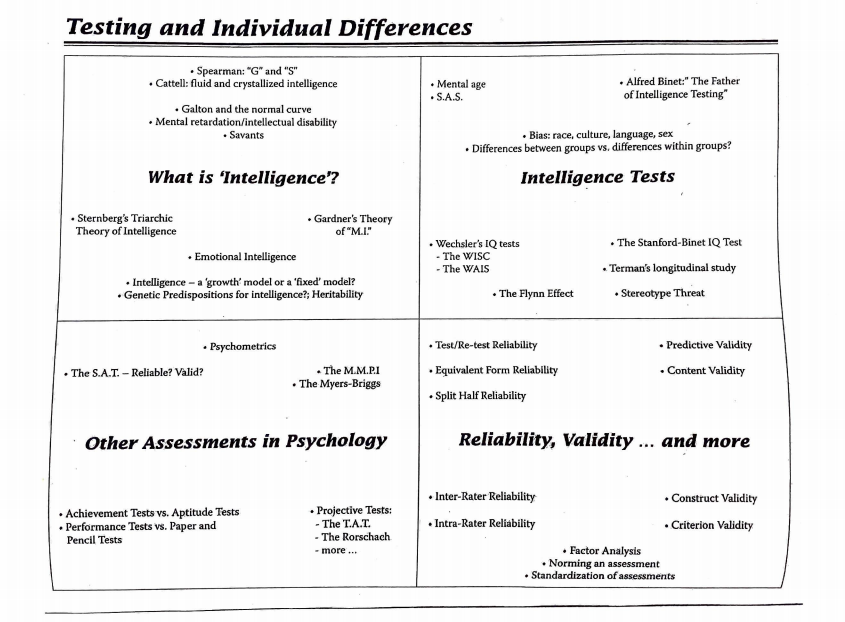 Testing and Individual Differences
• Spearman: "G" and "S"
• Cattell: fluid and crystallized intelligence
• Galton and the normal curve
• Mental retardation/intellectual disability
• Savants
What is 'Intelligence'?
• Sternberg's Triarchic
Theory of Intelligence
• Gardner's Theory
of "M.I."
• Emotional Intelligence
• Intelligence – a 'growth' model or a 'fixed' model?
• Genetic Predispositions for intelligence?; Heritability
• Mental age
• S.A.S.
• Alfred Binet:" The Father
of Intelligence Testing"
• Bias: race, culture, language, sex
• Differences between groups vs. differences within groups?
Intelligence Tests
• Wechsler's IQ tests
- The WISC
- The WAIS
• The Stanford-Binet IQ Test
• Terman's longitudinal study
• The Flynn Effect
• Stereotype Threat
• Psychometrics
• The S.A.T. – Reliable? Valid?
• The M.M.P.I
• The Myers-Briggs
Other Assessments in Psychology
• Achievement Tests vs. Aptitude Tests
• Performance Tests vs. Paper and
Pencil Tests
• Projective Tests:
- The T.A.T.
- The Rorschach
- more ...
• Test/Re-test Reliability
• Equivalent Form Reliability
• Split Half Reliability
• Predictive Validity
• Content Validity
Reliability, Validity ... and more
• Inter-Rater Reliability
• Intra-Rater Reliability
• Construct Validity
• Criterion Validity
• Factor Analysis
• Norming an assessment
• Standardization of assessments